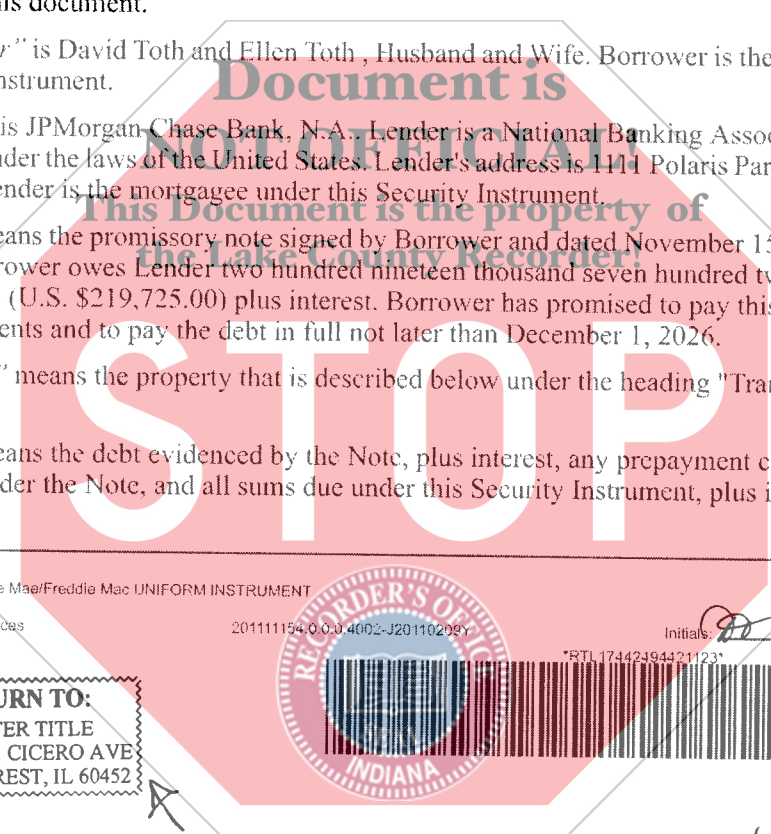 his document.
r" is David Toth and Ellen Toth , Husband and Wife. Borrower is the
nstrument.
Document is
is JPMorgan Chase Bank, N.A.. Lender is a National Banking Assoc
NOT OFFICIAL!
nder the laws of the United States. Lender's address is 1111 Polaris Par
ender is the mortgagee under this Security Instrument.
This Document is the property of
eans the promissory note signed by Borrower and dated November 15
the Lake County Recorder!
rower owes Lender two hundred nineteen thousand seven hundred tw
(U.S. $219,725.00) plus interest. Borrower has promised to pay this
ents and to pay the debt in full not later than December 1, 2026.
" means the property that is described below under the heading "Tran
STOP
eans the debt evidenced by the Note, plus interest, any prepayment c
der the Note, and all sums due under this Security Instrument, plus i
e Mae/Freddie Mac UNIFORM INSTRUMENT
ces
201111154.0.0.0.4002-J20110209Y
Initials:
*RTL17442494421123*
RECORDER'S OFFICE
SEAL
INDIANA
URN TO:
TER TITLE
CICERO AVE
REST, IL 60452